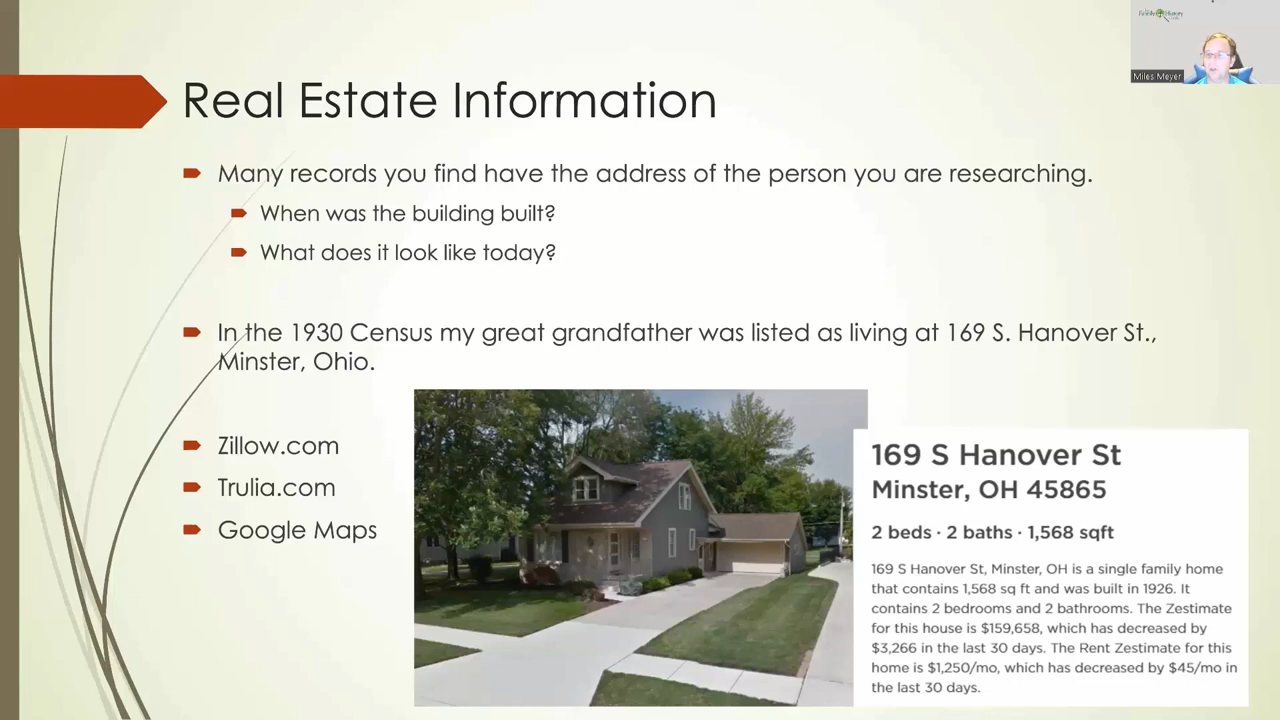 Family History
Miles Meyer
Real Estate Information
Many records you find have the address of the person you are researching.
When was the building built?
What does it look like today?
In the 1930 Census my great grandfather was listed as living at 169 S. Hanover St.,
Minster, Ohio.
Zillow.com
Trulia.com
Google Maps
169 S Hanover St
Minster, OH 45865
2 beds · 2 baths · 1,568 sqft
169 S Hanover St, Minster, OH is a single family home
that contains 1,568 sq ft and was built in 1926. It
contains 2 bedrooms and 2 bathrooms. The Zestimate
for this house is $159,658, which has decreased by
$3,266 in the last 30 days. The Rent Zestimate for this
home is $1,250/mo, which has decreased by $45/mo in
the last 30 days.